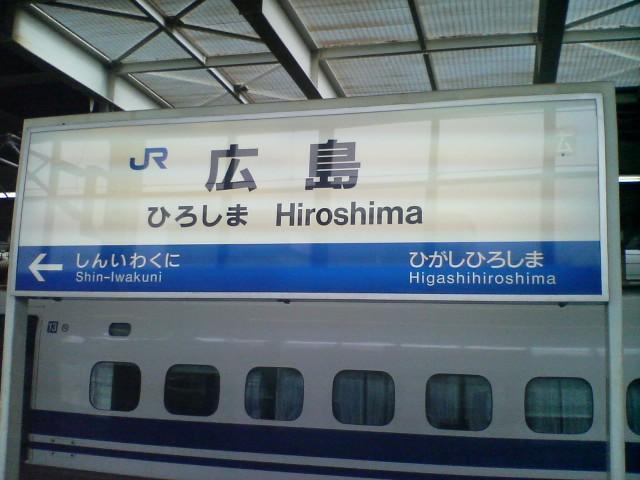 JR 広島
ひろしま Hiroshima
しんいわくに ひがしひろしま
Shin-Iwakuni Higashihiroshima
13